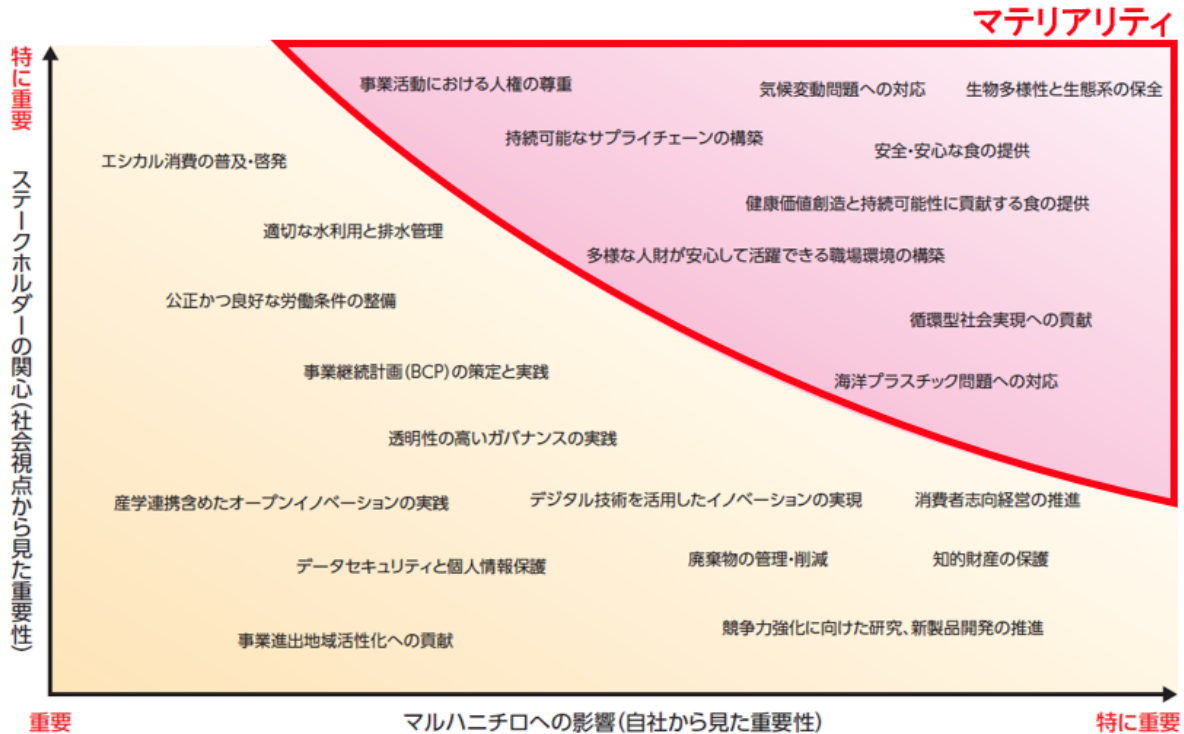 マテリアリティ
特に重要
ステークホルダーの関心(社会視点から見た重要性)
事業活動における人権の尊重
気候変動問題への対応
生物多様性と生態系の保全
持続可能なサプライチェーンの構築
安全・安心な食の提供
エシカル消費の普及・啓発
健康価値創造と持続可能性に貢献する食の提供
適切な水利用と排水管理
多様な人財が安心して活躍できる職場環境の構築
公正かつ良好な労働条件の整備
循環型社会実現への貢献
事業継続計画(BCP)の策定と実践
海洋プラスチック問題への対応
透明性の高いガバナンスの実践
産学連携含めたオープンイノベーションの実践
デジタル技術を活用したイノベーションの実現
消費者志向経営の推進
データセキュリティと個人情報保護
廃棄物の管理・削減
知的財産の保護
事業進出地域活性化への貢献
競争力強化に向けた研究、新製品開発の推進
重要
マルハニチロへの影響(自社から見た重要性)
特に重要